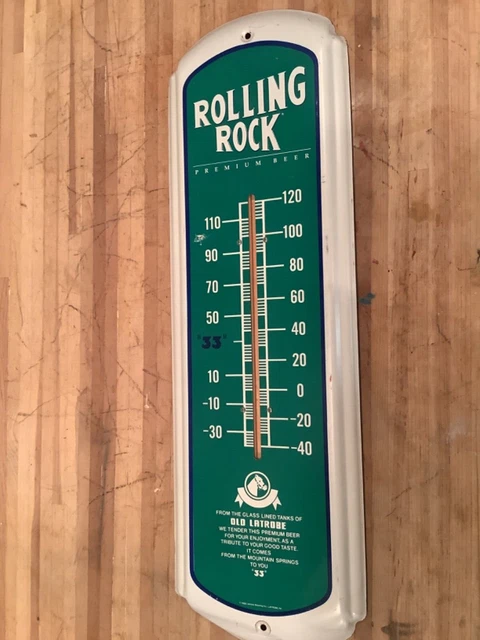 ROLLING
ROCK
PREMIUM BEER
120
110
100
90
80
70
60
50
40
"33"
20
10
0
-10
-20
-30
-40
FROM THE GLASS LINED TANKS OF
OLD LATROBE
WE TENDER THIS PREMIUM BEER
FOR YOUR ENJOYMENT, AS A
TRIBUTE TO YOUR GOOD TASTE.
IT COMES
FROM THE MOUNTAIN SPRINGS
TO YOU
"33"